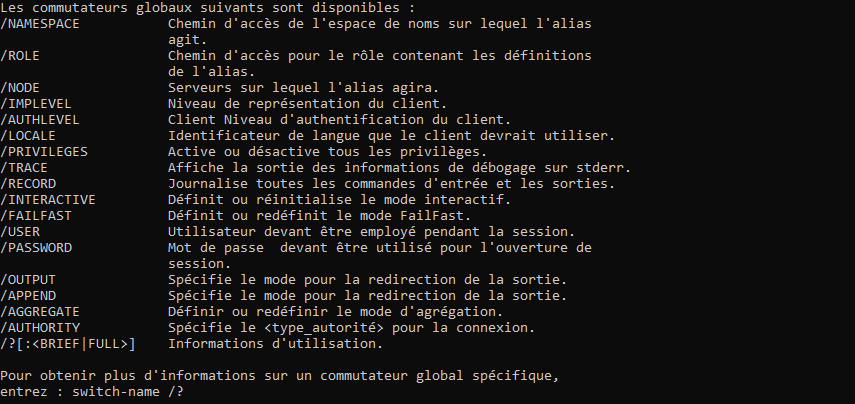 Les commutateurs globaux suivants sont disponibles :
/NAMESPACE Chemin d'accès de l'espace de noms sur lequel l'alias
agit.
/ROLE Chemin d'accès pour le rôle contenant les définitions
de l'alias.
/NODE Serveurs sur lequel l'alias agira.
/IMPLEVEL Niveau de représentation du client.
/AUTHLEVEL Client Niveau d'authentification du client.
/LOCALE Identificateur de langue que le client devrait utiliser.
/PRIVILEGES Active ou désactive tous les privilèges.
/TRACE Affiche la sortie des informations de débogage sur stderr.
/RECORD Journalise toutes les commandes d'entrée et les sorties.
/INTERACTIVE Définit ou réinitialise le mode interactif.
/FAILFAST Définit ou redéfinit le mode FailFast.
/USER Utilisateur devant être employé pendant la session.
/PASSWORD Mot de passe  devant être utilisé pour l'ouverture de
session.
/OUTPUT Spécifie le mode pour la redirection de la sortie.
/APPEND Spécifie le mode pour la redirection de la sortie.
/AGGREGATE Définir ou redéfinir le mode d'agrégation.
/AUTHORITY Spécifie le <type_autorité> pour la connexion.
/?[:<BRIEF|FULL>] Informations d'utilisation.
Pour obtenir plus d'informations sur un commutateur global spécifique,
entrez : switch-name /?